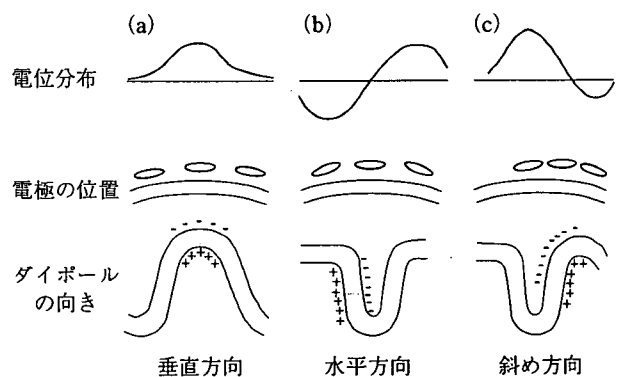 (a) (b) (c)
電位分布
電極の位置
ダイポール
の向き
垂直方向 水平方向 斜め方向